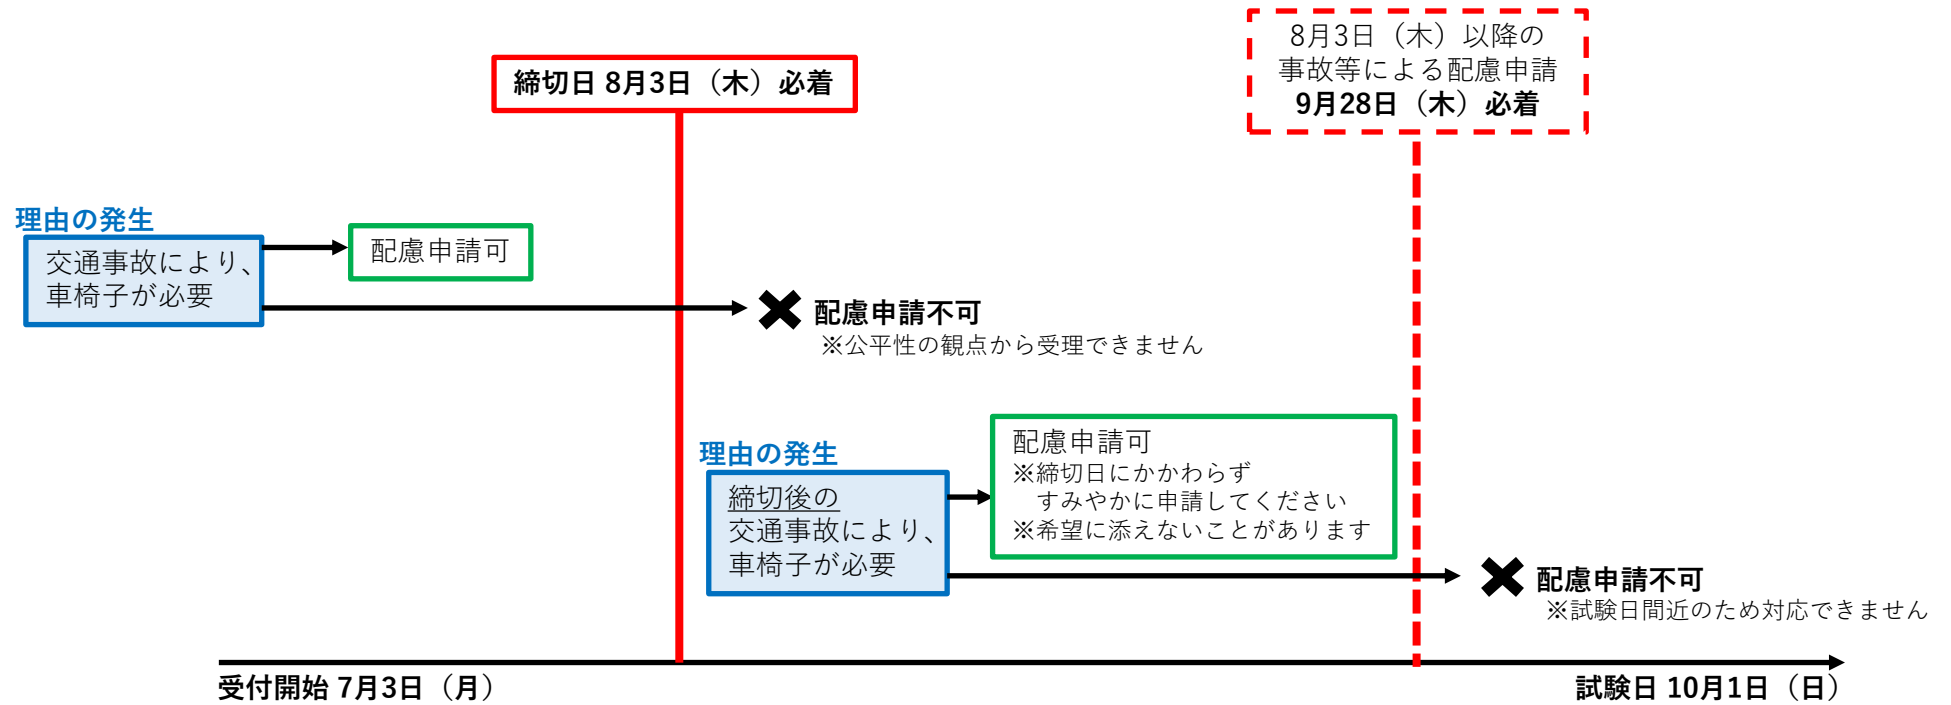 締切日 8月3日（木）必着
8月3日（木）以降の
事故等による配慮申請
9月28日（木）必着
理由の発生
交通事故により、
車椅子が必要
配慮申請可
配慮申請不可
※公平性の観点から受理できません
理由の発生
締切後の
交通事故により、
車椅子が必要
配慮申請可
※締切日にかかわらず
すみやかに申請してください
※希望に添えないことがあります
配慮申請不可
※試験日間近のため対応できません
受付開始 7月3日（月）
試験日 10月1日（日）